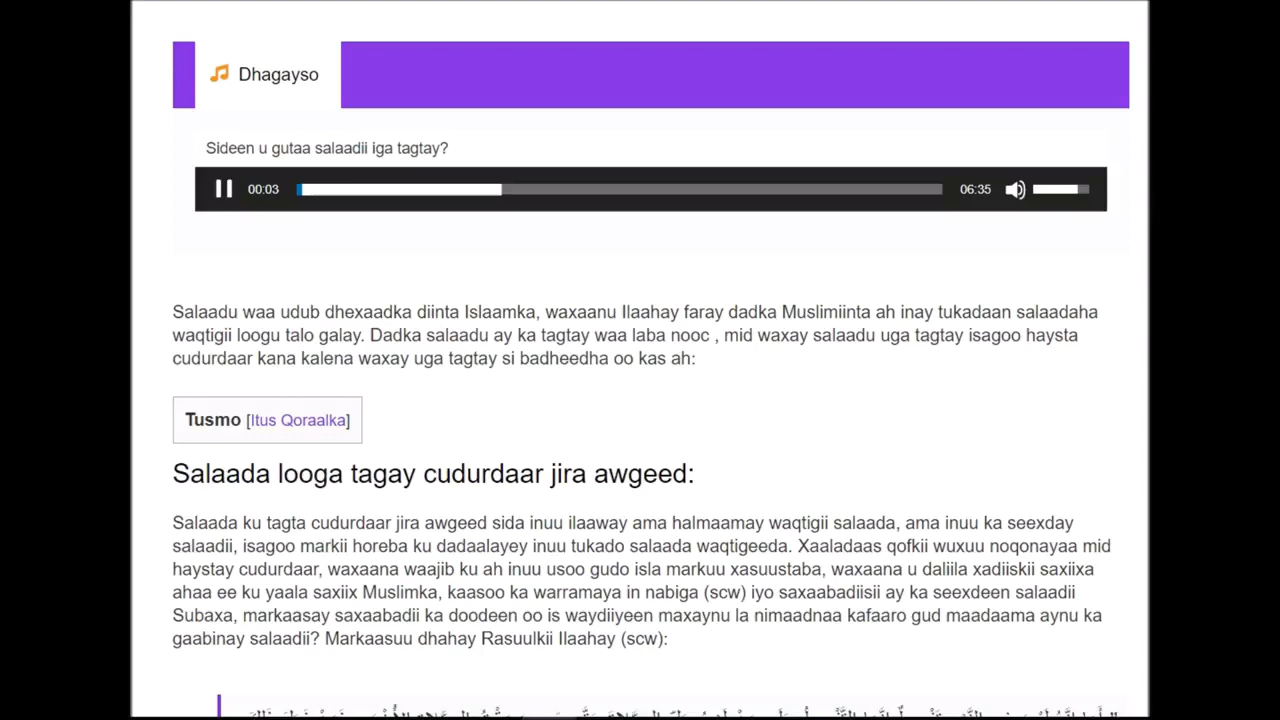 Dhagayso
Sideen u gutaa salaadii iga tagtay?
00:03 06:35
Salaadu waa udub dhexaadka diinta Islaamka, waxaanu Ilaahay faray dadka Muslimiinta ah inay tukadaan salaadaha
waqtigii loogu talo galay. Dadka salaadu ay ka tagtay waa laba nooc , mid waxay salaadu uga tagtay isagoo haysta
cudurdaar kana kalena waxay uga tagtay si badheedha oo kas ah:
Tusmo [Itus Qoraalka]
Salaada looga tagay cudurdaar jira awgeed:
Salaada ku tagta cudurdaar jira awgeed sida inuu ilaaway ama halmaamay waqtigii salaada, ama inuu ka seexday
salaadii, isagoo markii horeba ku dadaalayey inuu tukado salaada waqtigeeda. Xaaladaas qofkii wuxuu noqonayaa mid
haystay cudurdaar, waxaana waajib ku ah inuu usoo gudo isla markuu xasuustaba, waxaana u daliila xadiiskii saxiixa
ahaa ee ku yaala saxiix Muslimka, kaasoo ka warramaya in nabiga (scw) iyo saxaabadiisii ay ka seexdeen salaadii
Subaxa, markaasay saxaabadii ka doodeen oo is waydiiyeen maxaynu la nimaadnaa kafaaro gud maadaama aynu ka
gaabinay salaadii? Markaasuu dhahay Rasuulkii Ilaahay (scw):